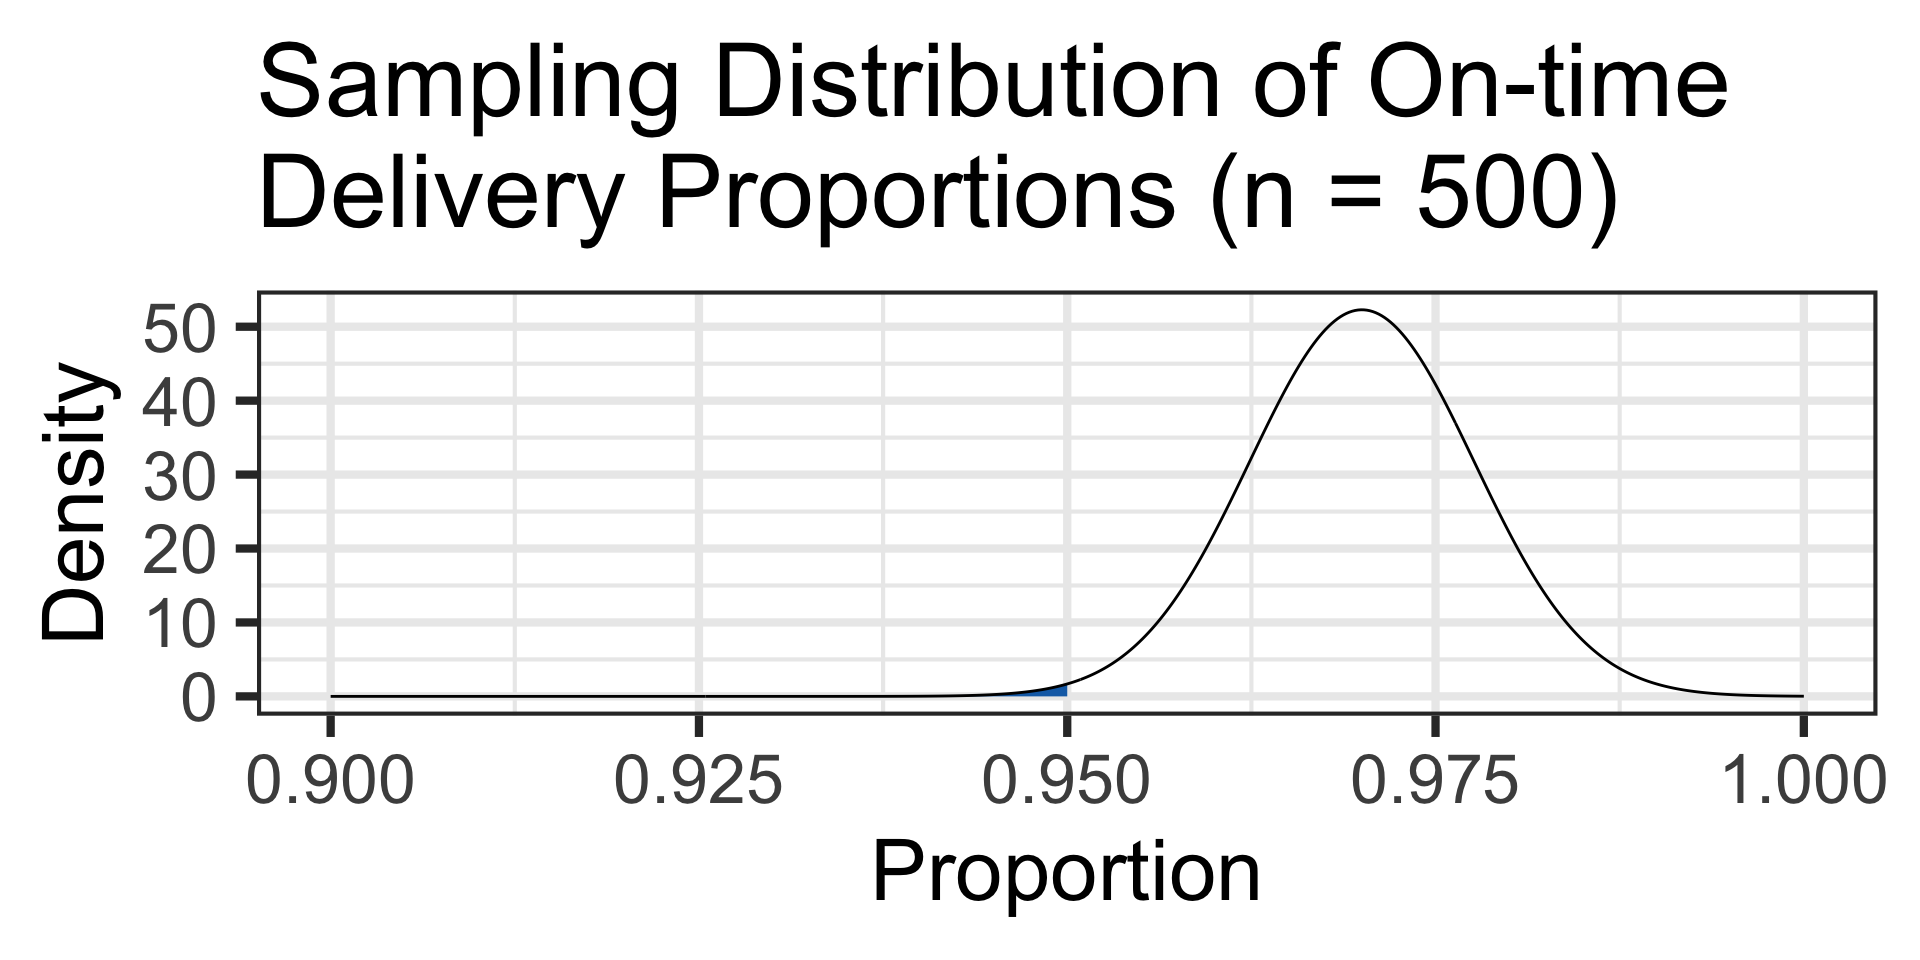 Sampling Distribution of On-time
Delivery Proportions (n = 500)
Density
50
40
30
20
10
0
0.900 0.925 0.950 0.975 1.000
Proportion